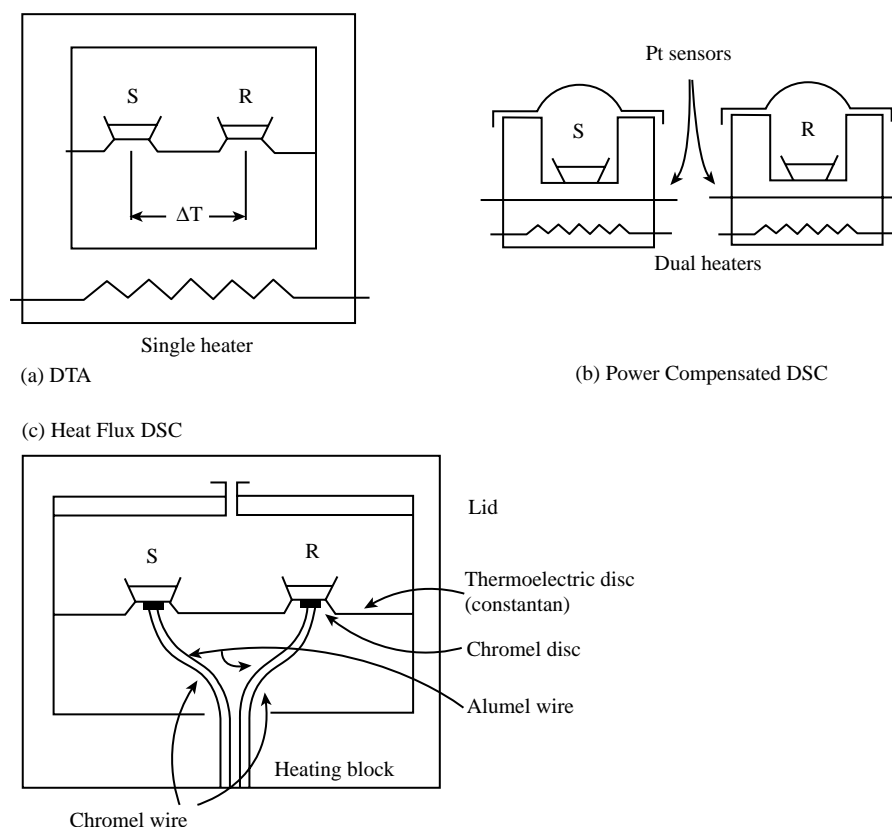 S
R
ΔT
Single heater
(a) DTA
Pt sensors
S
R
Dual heaters
(b) Power Compensated DSC
(c) Heat Flux DSC
Lid
S
R
Thermoelectric disc
(constantan)
Chromel disc
Alumel wire
Heating block
Chromel wire